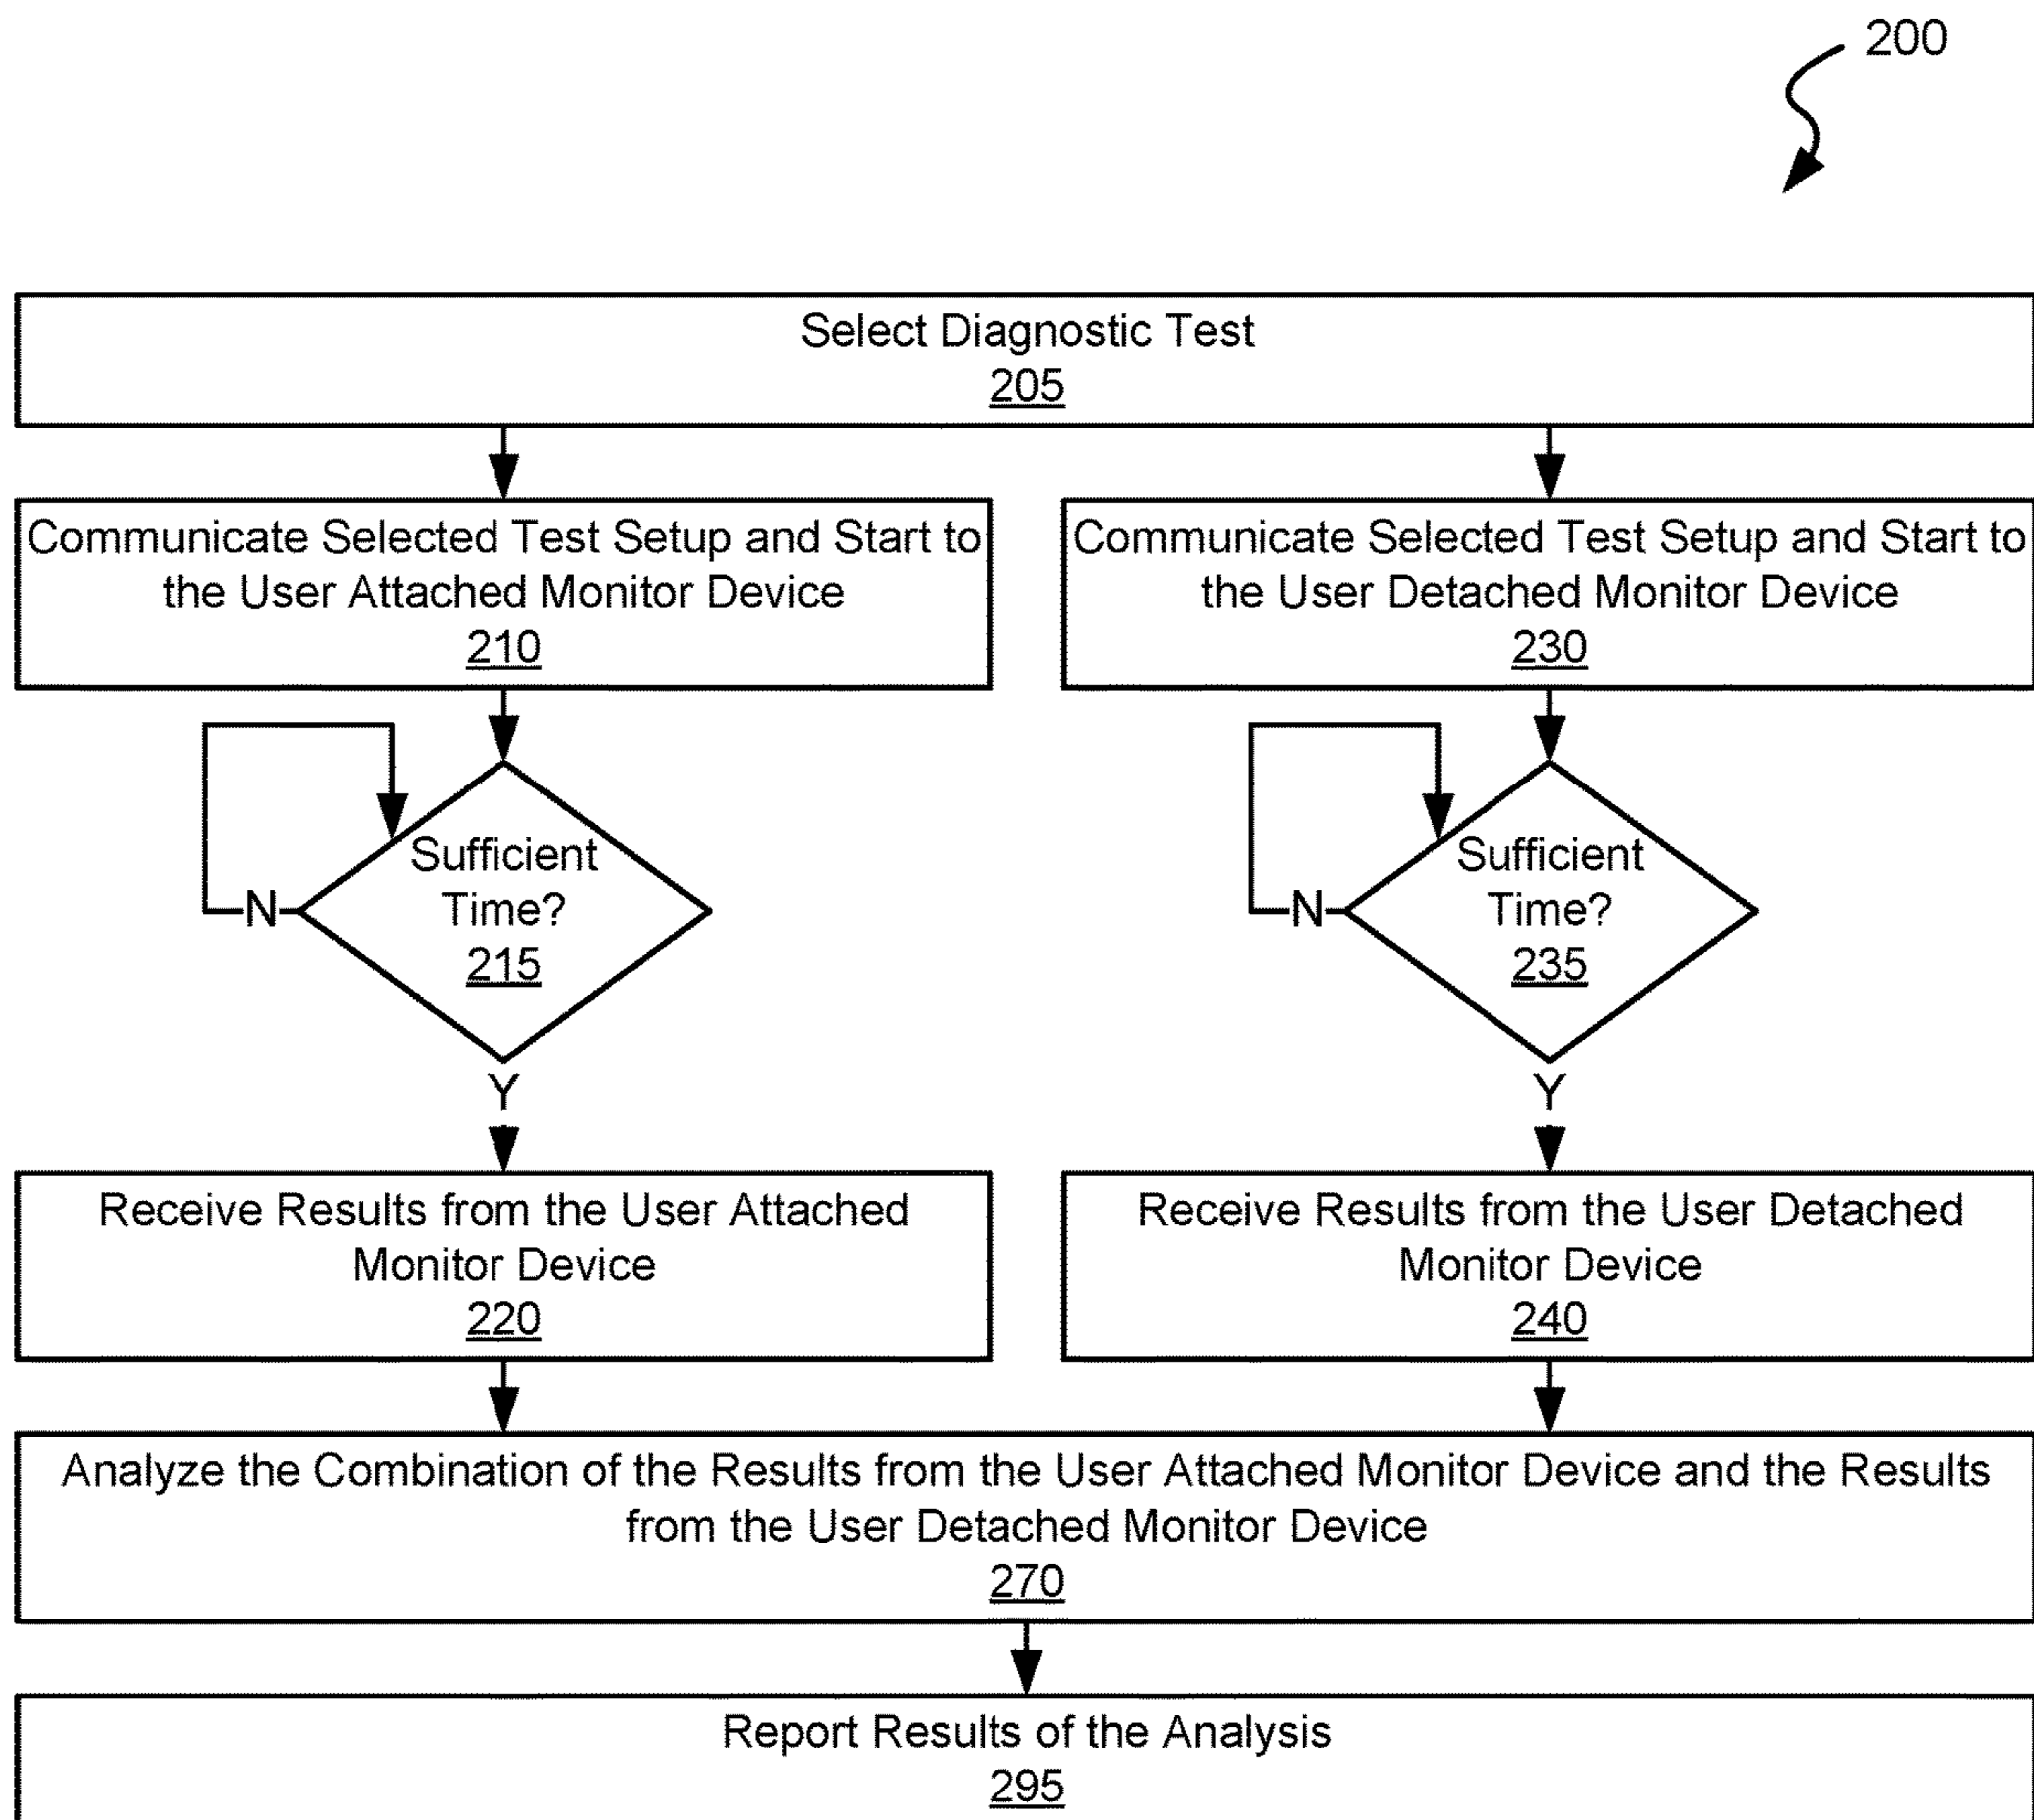 200
Select Diagnostic Test
205
Communicate Selected Test Setup and Start to
the User Attached Monitor Device
210
Communicate Selected Test Setup and Start to
the User Detached Monitor Device
230
Sufficient
Time?
215
N
Y
Sufficient
Time?
235
N
Y
Receive Results from the User Attached
Monitor Device
220
Receive Results from the User Detached
Monitor Device
240
Analyze the Combination of the Results from the User Attached Monitor Device and the Results
from the User Detached Monitor Device
270
Report Results of the Analysis
295